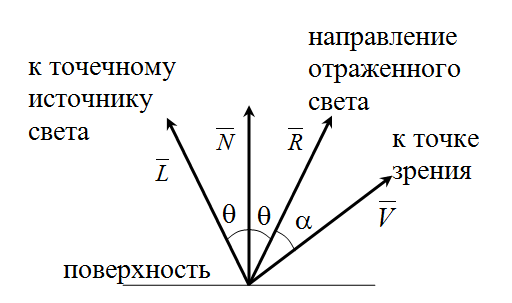 направление
отраженного
света
к точечному
источнику
света
к точке
зрения
L̅
N̅
R̅
V̅
θ
θ
α
поверхность